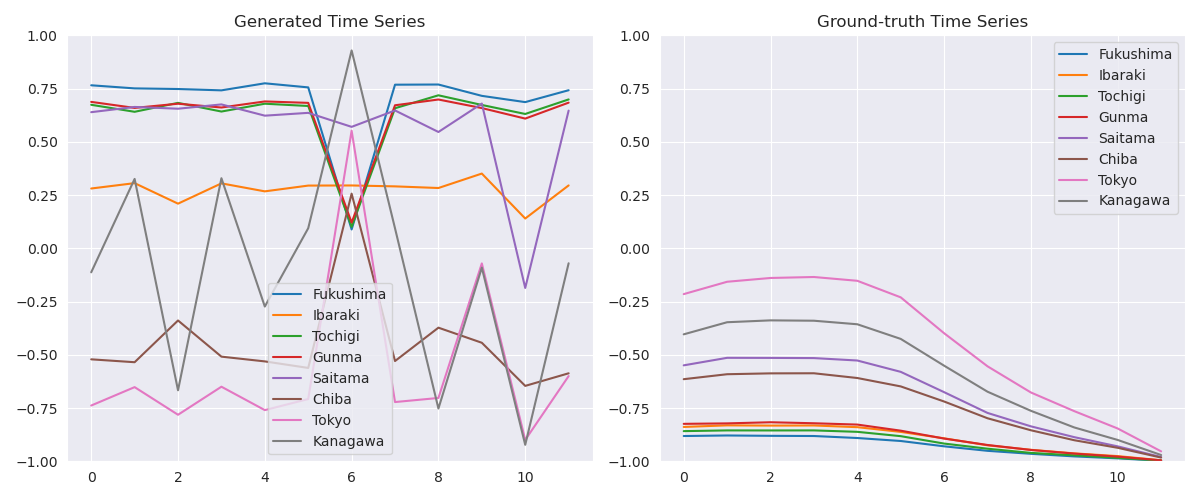 Generated Time Series
1.00
0.75
0.50
0.25
0.00
−0.25
−0.50
−0.75
−1.00
0 2 4 6 8 10
Fukushima
Ibaraki
Tochigi
Gunma
Saitama
Chiba
Tokyo
Kanagawa
Ground-truth Time Series
1.00
0.75
0.50
0.25
0.00
−0.25
−0.50
−0.75
−1.00
0 2 4 6 8 10
Fukushima
Ibaraki
Tochigi
Gunma
Saitama
Chiba
Tokyo
Kanagawa